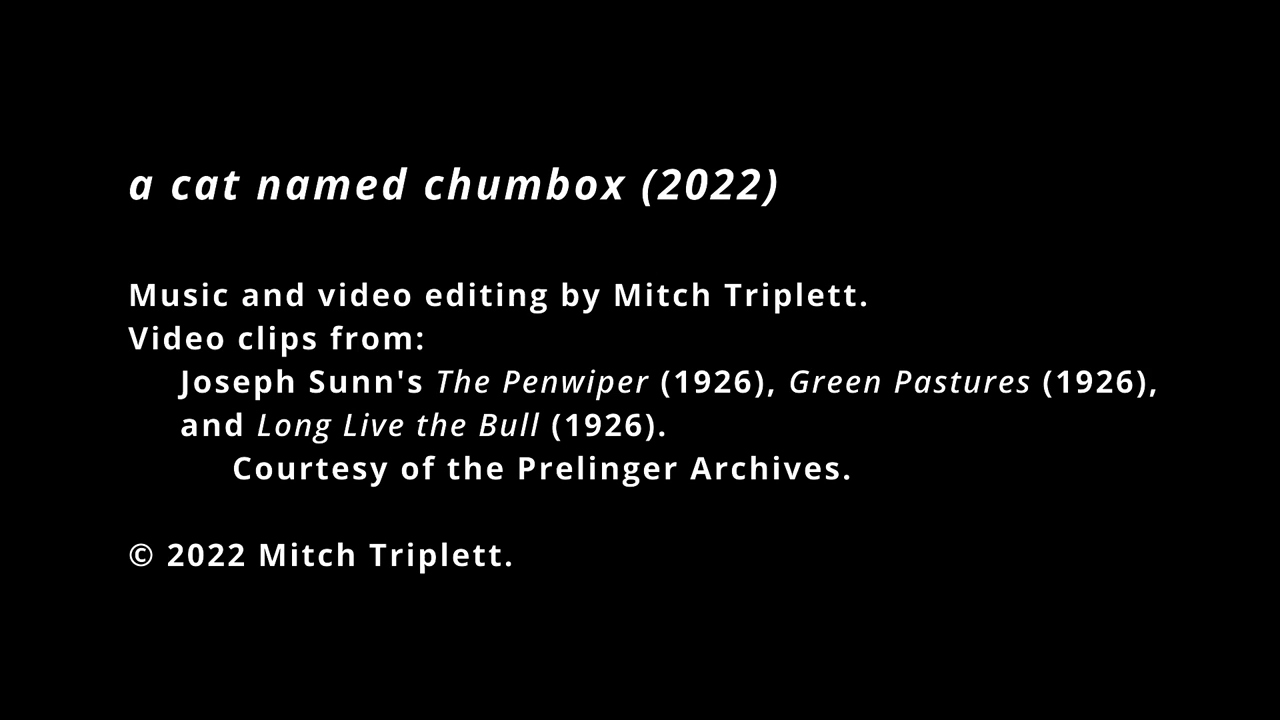 a cat named chumbox (2022)
Music and video editing by Mitch Triplett.
Video clips from:
Joseph Sunn's The Penwiper (1926), Green Pastures (1926),
and Long Live the Bull (1926).
Courtesy of the Prelinger Archives.
© 2022 Mitch Triplett.